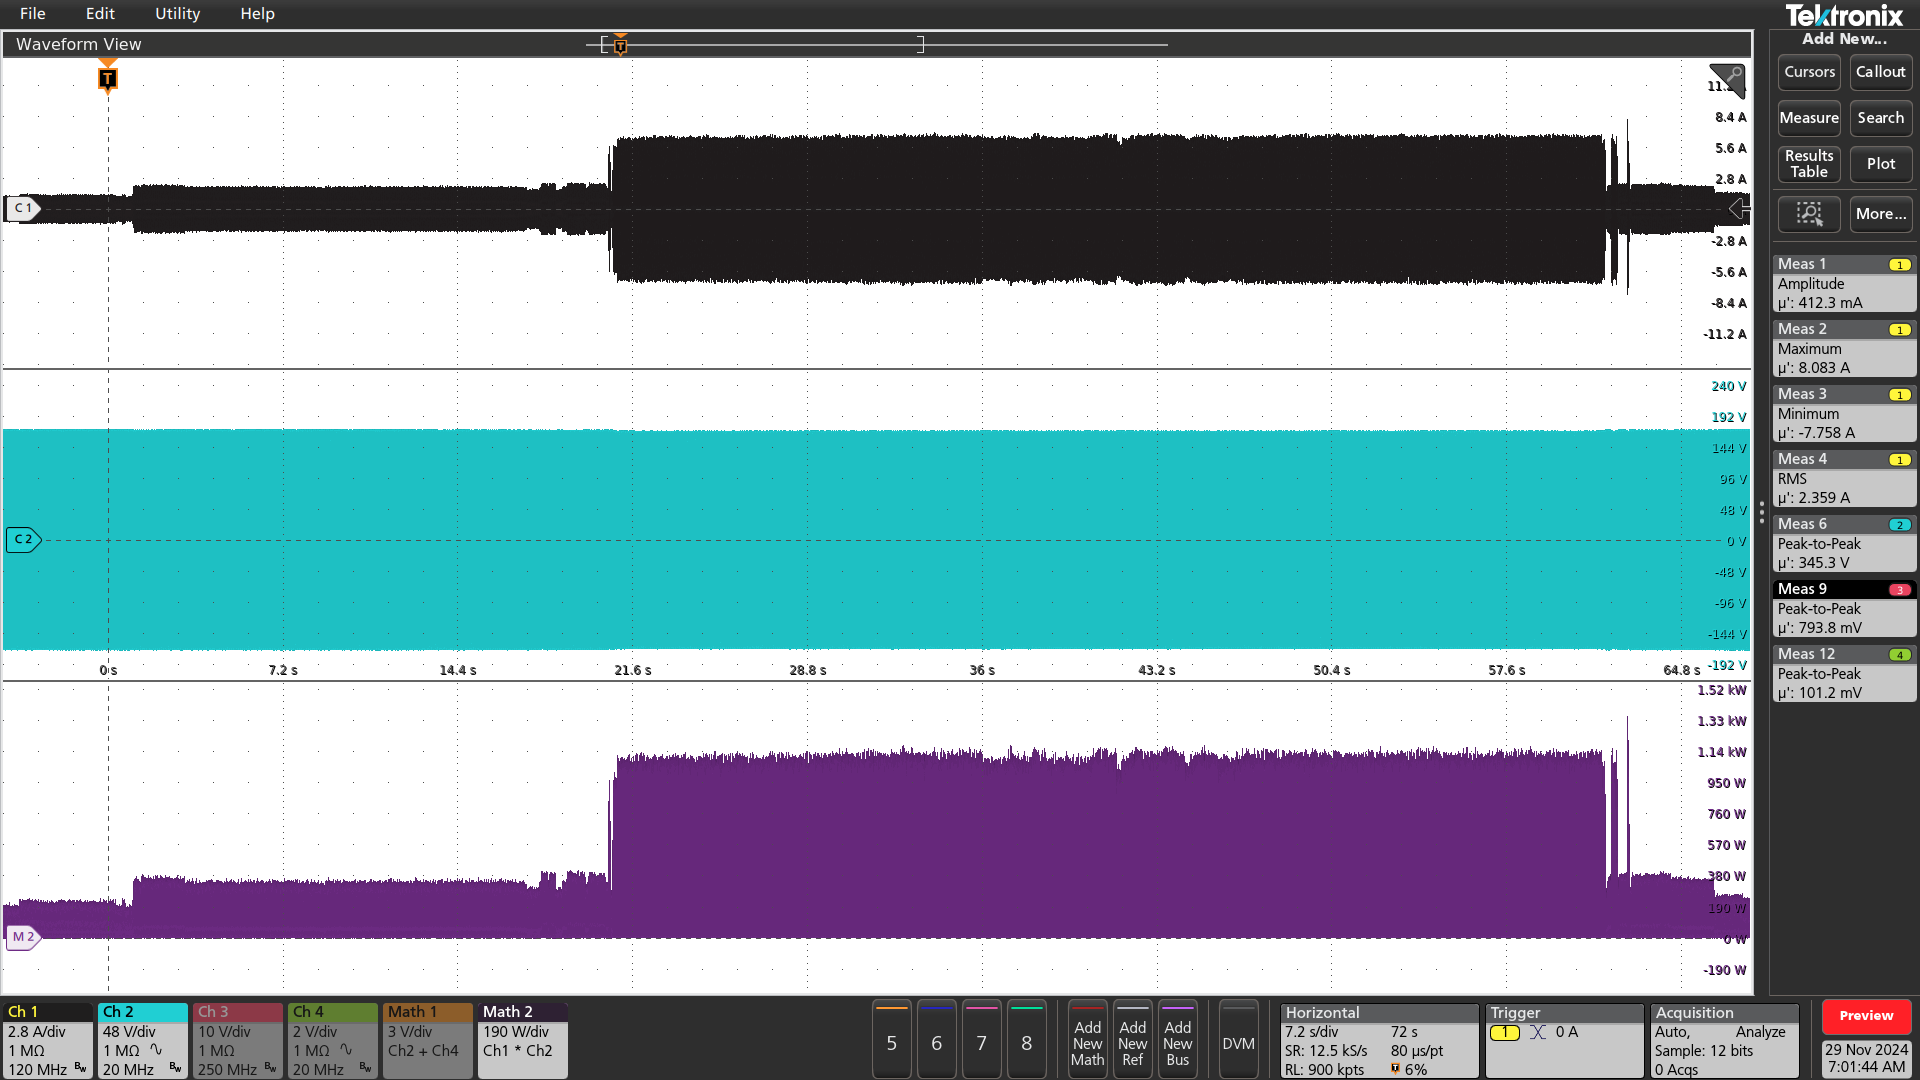 File Edit Utility Help
Tektronix
Waveform View
Add New...
T
T
Cursors Callout
Measure Search
Results Table Plot
More...
8.4 A
5.6 A
2.8 A
C 1
-2.8 A
-5.6 A
-8.4 A
-11.2 A
240 V
192 V
144 V
96 V
48 V
C 2
0 V
-48 V
-96 V
-144 V
-192 V
0 s 7.2 s 14.4 s 21.6 s 28.8 s 36 s 43.2 s 50.4 s 57.6 s 64.8 s
1.52 kW
1.33 kW
1.14 kW
950 W
760 W
570 W
380 W
190 W
M 2
0 W
-190 W
Meas 1 1
Amplitude
µ': 412.3 mA
Meas 2 1
Maximum
µ': 8.083 A
Meas 3 1
Minimum
µ': -7.758 A
Meas 4 1
RMS
µ': 2.359 A
Meas 6 2
Peak-to-Peak
µ': 345.3 V
Meas 9 3
Peak-to-Peak
µ': 793.8 mV
Meas 12 4
Peak-to-Peak
µ': 101.2 mV
Ch 1
2.8 A/div
1 MΩ
120 MHz Bw
Ch 2
48 V/div
1 MΩ
20 MHz Bw
Ch 3
10 V/div
1 MΩ
250 MHz Bw
Ch 4
2 V/div
1 MΩ
20 MHz Bw
Math 1
3 V/div
Ch2 + Ch4
Math 2
190 W/div
Ch1 * Ch2
5 6 7 8
Add New Math
Add New Ref
Add New Bus
DVM
Horizontal
7.2 s/div 72 s
SR: 12.5 kS/s 80 µs/pt
RL: 900 kpts T 6%
Trigger
1 0 A
Acquisition
Auto, Analyze
Sample: 12 bits
0 Acqs
Preview
29 Nov 2024
7:01:44 AM